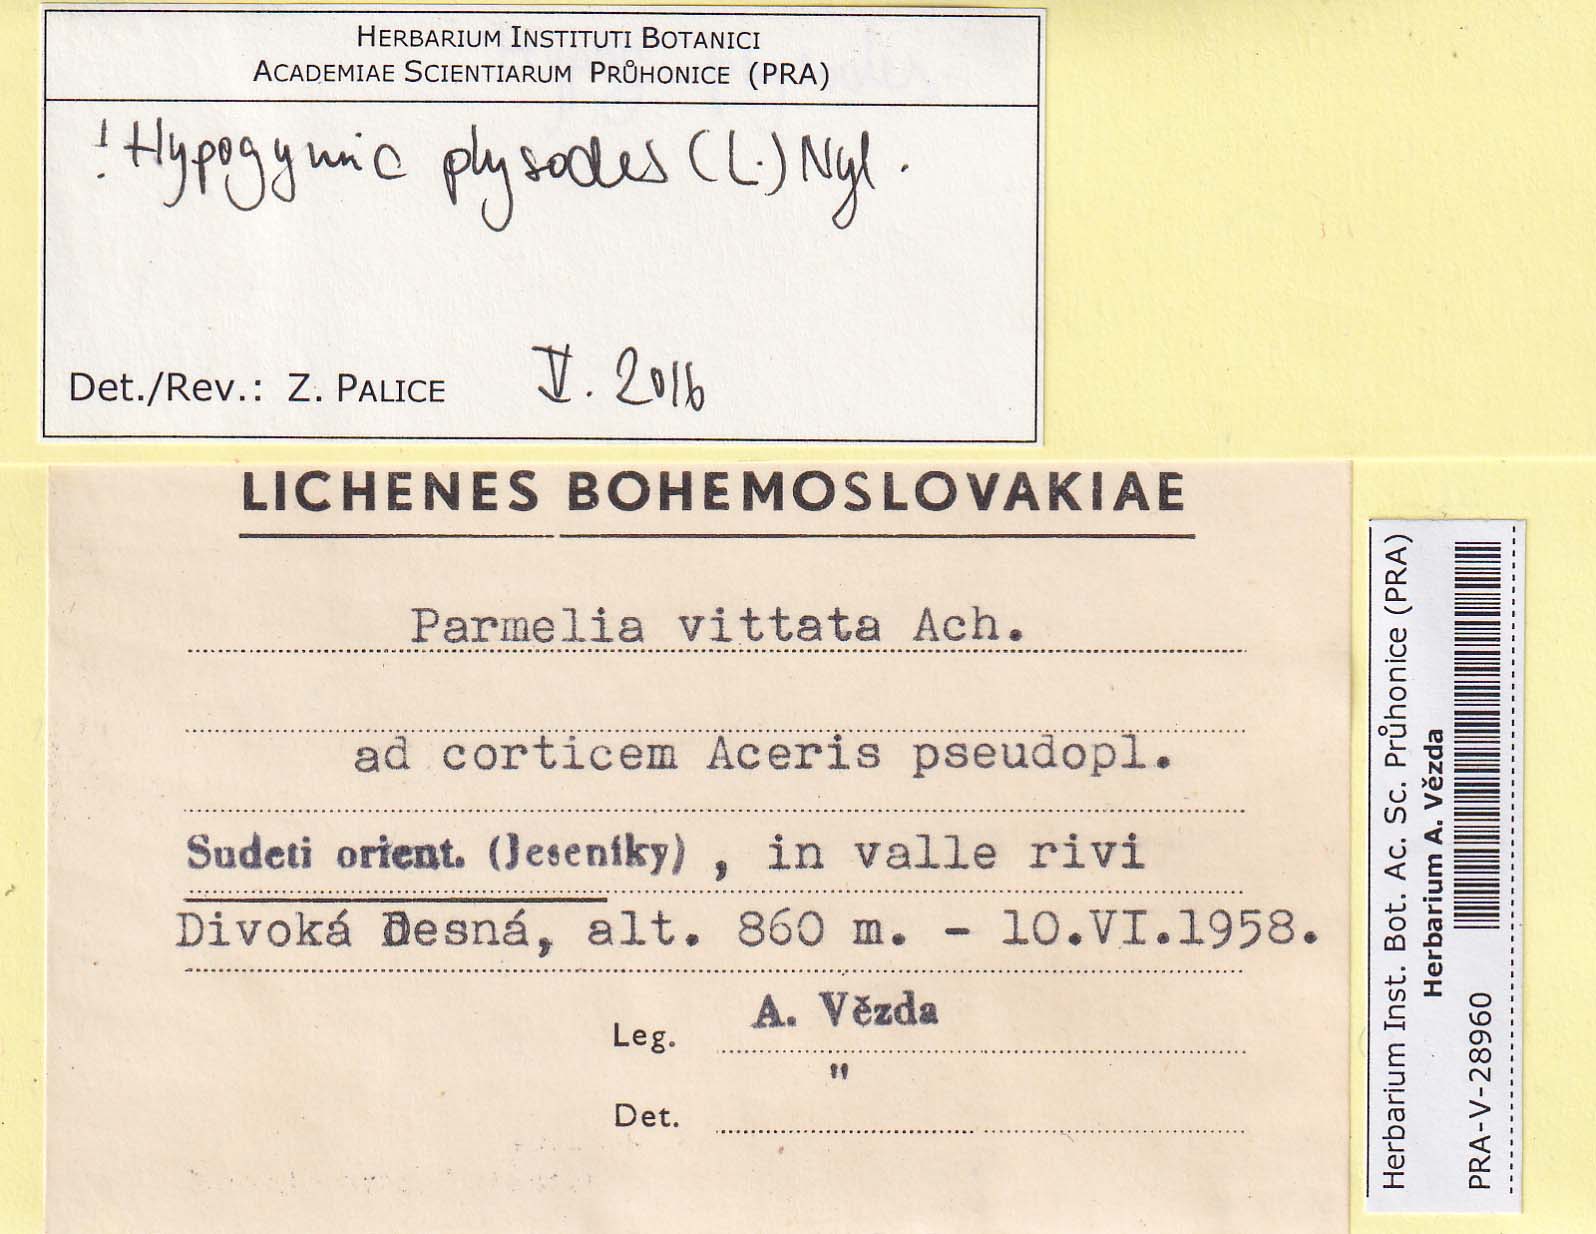 HERBARIUM INSTITUTI BOTANICI
ACADEMIAE SCIENTIARUM PRŮHONICE (PRA)
! Hypogymnia physodes (L.) Nyl.
Det./Rev.: Z. PALICE V. 2016
LICHENES BOHEMOSLOVAKIAE
Parmelia vittata Ach.
ad corticem Aceris pseudopl.
Sudeti orient. (Jeseníky), in valle rivi
Divoká Desná, alt. 860 m. - 10.VI.1958.
Leg. A. Vězda
Det. "
Herbarium Inst. Bot. Ac. Sc. Průhonice (PRA)
Herbarium A. Vězda
PRA-V-28960